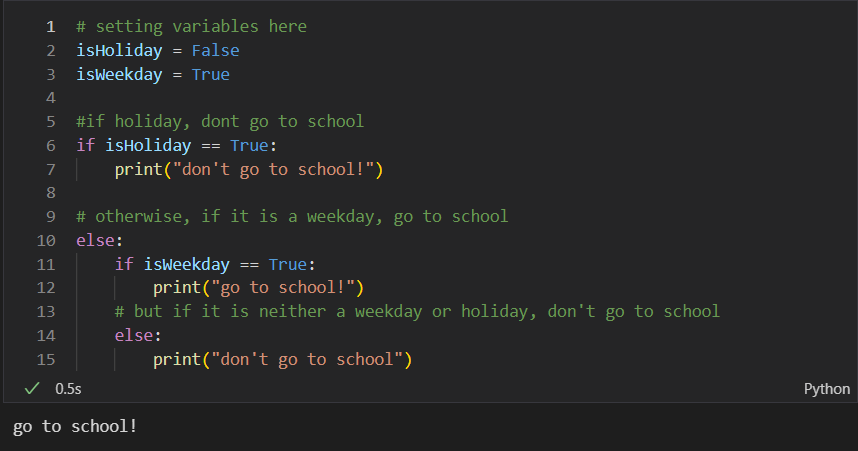 1 # setting variables here
2 isHoliday = False
3 isWeekday = True
4
5 #if holiday, dont go to school
6 if isHoliday == True:
7     print("don't go to school!")
8
9 # otherwise, if it is a weekday, go to school
10 else:
11     if isWeekday == True:
12         print("go to school!")
13     # but if it is neither a weekday or holiday, don't go to school
14     else:
15         print("don't go to school")
✓ 0.5s Python
go to school!